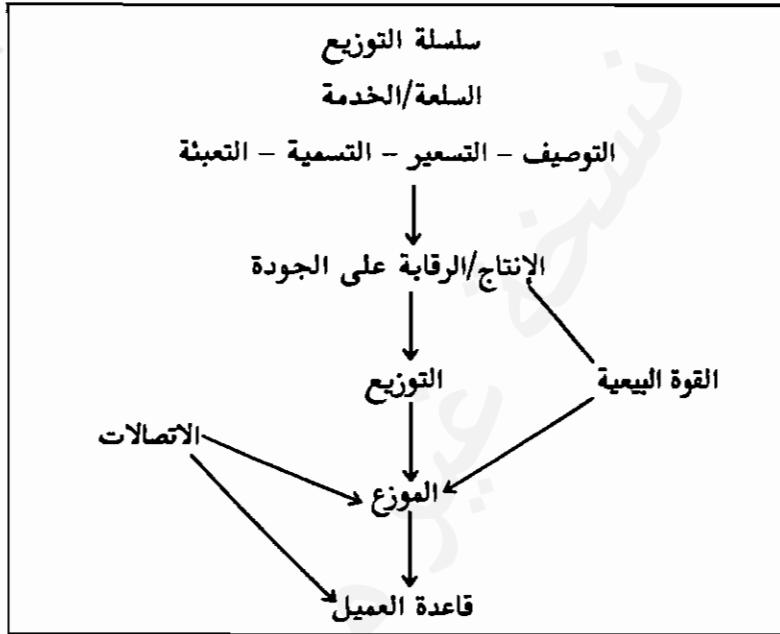 سلسلة التوزيع
السلعة/الخدمة
التوصيف – التسعير – التسمية – التعبئة
الإنتاج/الرقابة على الجودة
التوزيع
القوة البيعية
الاتصالات
الموزع
قاعدة العميل
نسخة